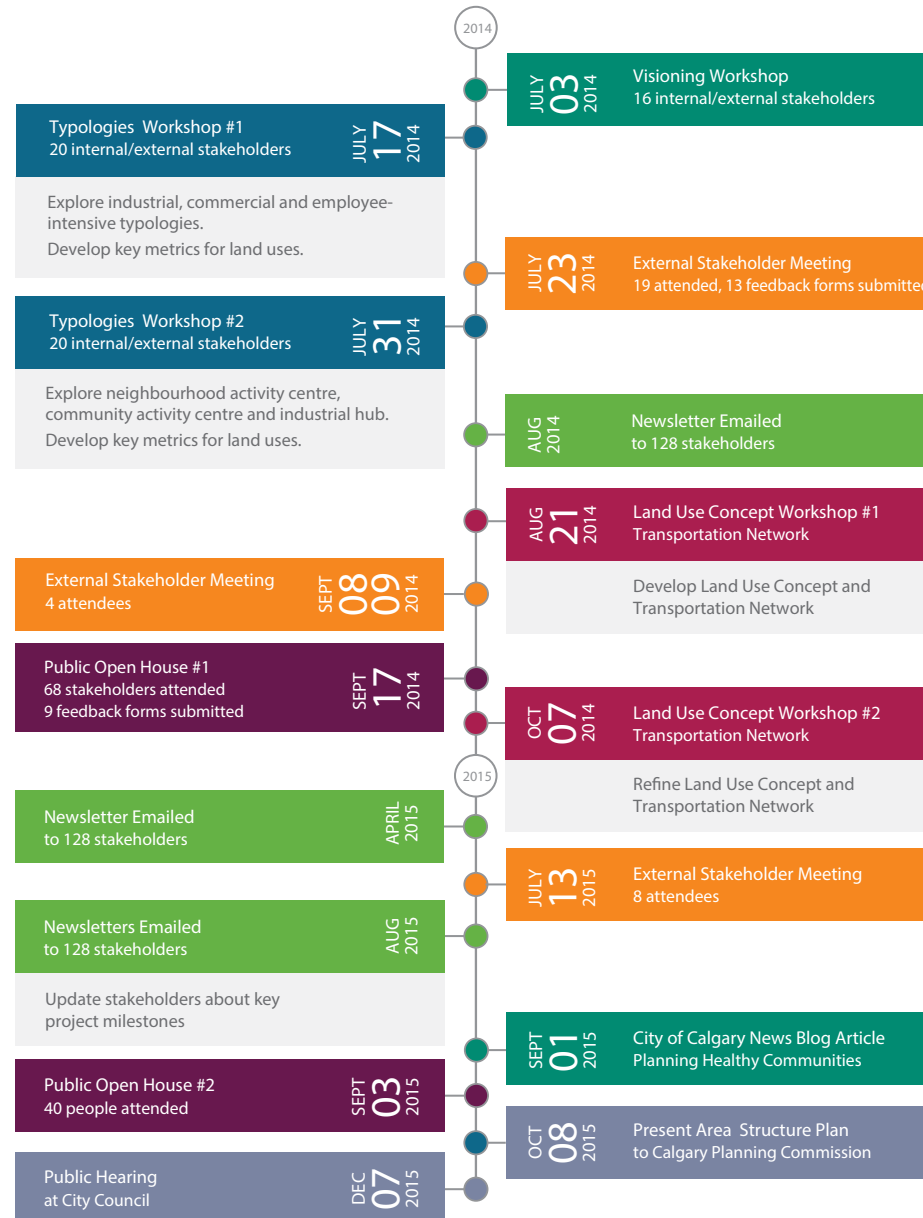 2014
JULY
03
2014
Visioning Workshop
16 internal/external stakeholders
Typologies Workshop #1
20 internal/external stakeholders
JULY
17
2014
Explore industrial, commercial and employee-
intensive typologies.
Develop key metrics for land uses.
JULY
23
2014
External Stakeholder Meeting
19 attended, 13 feedback forms submitted
Typologies Workshop #2
20 internal/external stakeholders
JULY
31
2014
Explore neighbourhood activity centre,
community activity centre and industrial hub.
Develop key metrics for land uses.
AUG
2014
Newsletter Emailed
to 128 stakeholders
AUG
21
2014
Land Use Concept Workshop #1
Transportation Network
Develop Land Use Concept and
Transportation Network
External Stakeholder Meeting
4 attendees
SEPT
08
09
2014
Public Open House #1
68 stakeholders attended
9 feedback forms submitted
SEPT
17
2014
OCT
07
2014
Land Use Concept Workshop #2
Transportation Network
Refine Land Use Concept and
Transportation Network
2015
Newsletter Emailed
to 128 stakeholders
APRIL
2015
JULY
13
2015
External Stakeholder Meeting
8 attendees
Newsletters Emailed
to 128 stakeholders
AUG
2015
Update stakeholders about key
project milestones
SEPT
01
2015
City of Calgary News Blog Article
Planning Healthy Communities
Public Open House #2
40 people attended
SEPT
03
2015
OCT
08
2015
Present Area Structure Plan
to Calgary Planning Commission
Public Hearing
at City Council
DEC
07
2015